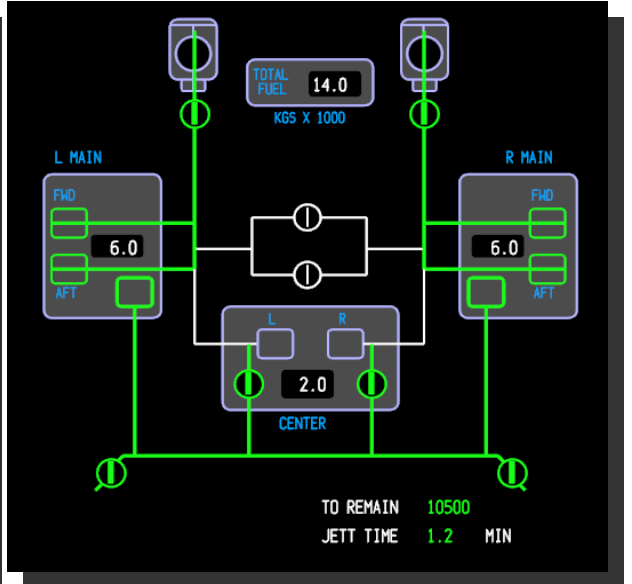 TOTAL
FUEL
14.0
KGS X 1000
L MAIN
R MAIN
FWD
FWD
6.0
6.0
AFT
AFT
L
R
2.0
CENTER
TO REMAIN 10500
JETT TIME 1.2 MIN